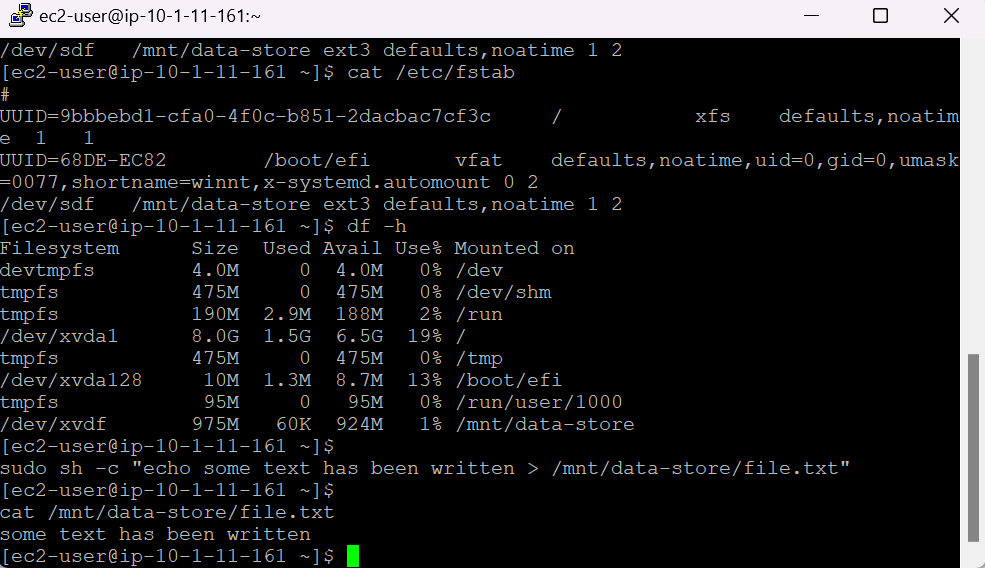 ec2-user@ip-10-1-11-161:~
/dev/sdf   /mnt/data-store ext3 defaults,noatime 1 2
[ec2-user@ip-10-1-11-161 ~]$ cat /etc/fstab
#
UUID=9bbbebd1-cfa0-4f0c-b851-2dacbac7cf3c     /           xfs    defaults,noatim
e  1   1
UUID=68DE-EC82        /boot/efi       vfat    defaults,noatime,uid=0,gid=0,umask
=0077,shortname=winnt,x-systemd.automount 0 2
/dev/sdf   /mnt/data-store ext3 defaults,noatime 1 2
[ec2-user@ip-10-1-11-161 ~]$ df -h
Filesystem      Size  Used Avail Use% Mounted on
devtmpfs        4.0M     0  4.0M   0% /dev
tmpfs           475M     0  475M   0% /dev/shm
tmpfs           190M  2.9M  188M   2% /run
/dev/xvda1      8.0G  1.5G  6.5G  19% /
tmpfs           475M     0  475M   0% /tmp
/dev/xvda128     10M  1.3M  8.7M  13% /boot/efi
tmpfs            95M     0   95M   0% /run/user/1000
/dev/xvdf       975M   60K  924M   1% /mnt/data-store
[ec2-user@ip-10-1-11-161 ~]$
sudo sh -c "echo some text has been written > /mnt/data-store/file.txt"
[ec2-user@ip-10-1-11-161 ~]$
cat /mnt/data-store/file.txt
some text has been written
[ec2-user@ip-10-1-11-161 ~]$